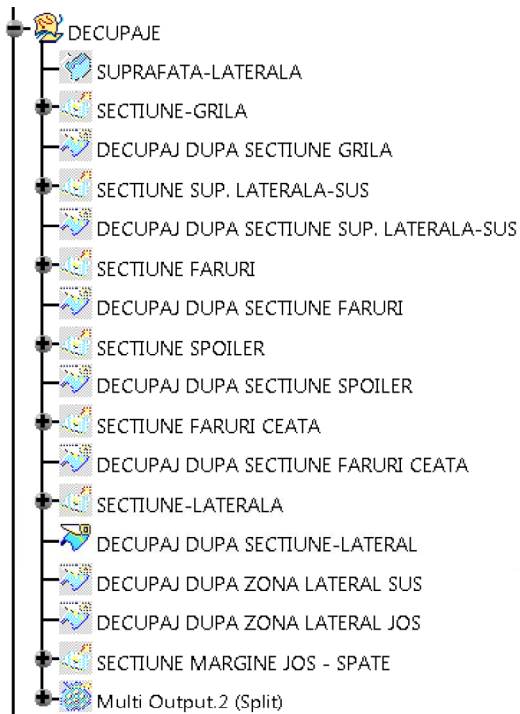 DECUPAJE
SUPRAFATA-LATERALA
SECTIUNE-GRILA
DECUPAJ DUPA SECTIUNE GRILA
SECTIUNE SUP. LATERALA-SUS
DECUPAJ DUPA SECTIUNE SUP. LATERALA-SUS
SECTIUNE FARURI
DECUPAJ DUPA SECTIUNE FARURI
SECTIUNE SPOILER
DECUPAJ DUPA SECTIUNE SPOILER
SECTIUNE FARURI CEATA
DECUPAJ DUPA SECTIUNE FARURI CEATA
SECTIUNE-LATERALA
DECUPAJ DUPA SECTIUNE-LATERAL
DECUPAJ DUPA ZONA LATERAL SUS
DECUPAJ DUPA ZONA LATERAL JOS
SECTIUNE MARGINE JOS - SPATE
Multi Output.2 (Split)